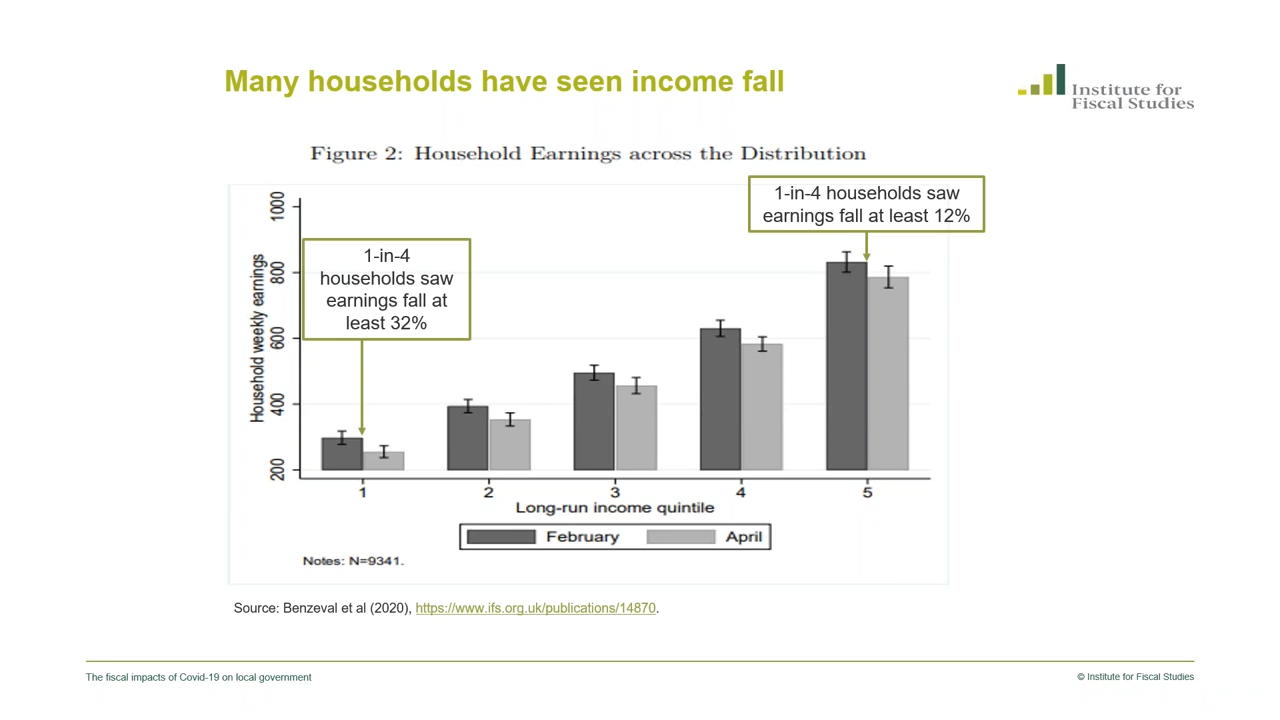 Many households have seen income fall
Institute for
Fiscal Studies
Figure 2: Household Earnings across the Distribution
1-in-4 households saw
earnings fall at least 12%
1-in-4
households saw
earnings fall at
least 32%
Household weekly earnings
1000
800
600
400
200
1 2 3 4 5
Long-run income quintile
February April
Notes: N=9341.
Source: Benzeval et al (2020), https://www.ifs.org.uk/publications/14870.
The fiscal impacts of Covid-19 on local government
© Institute for Fiscal Studies